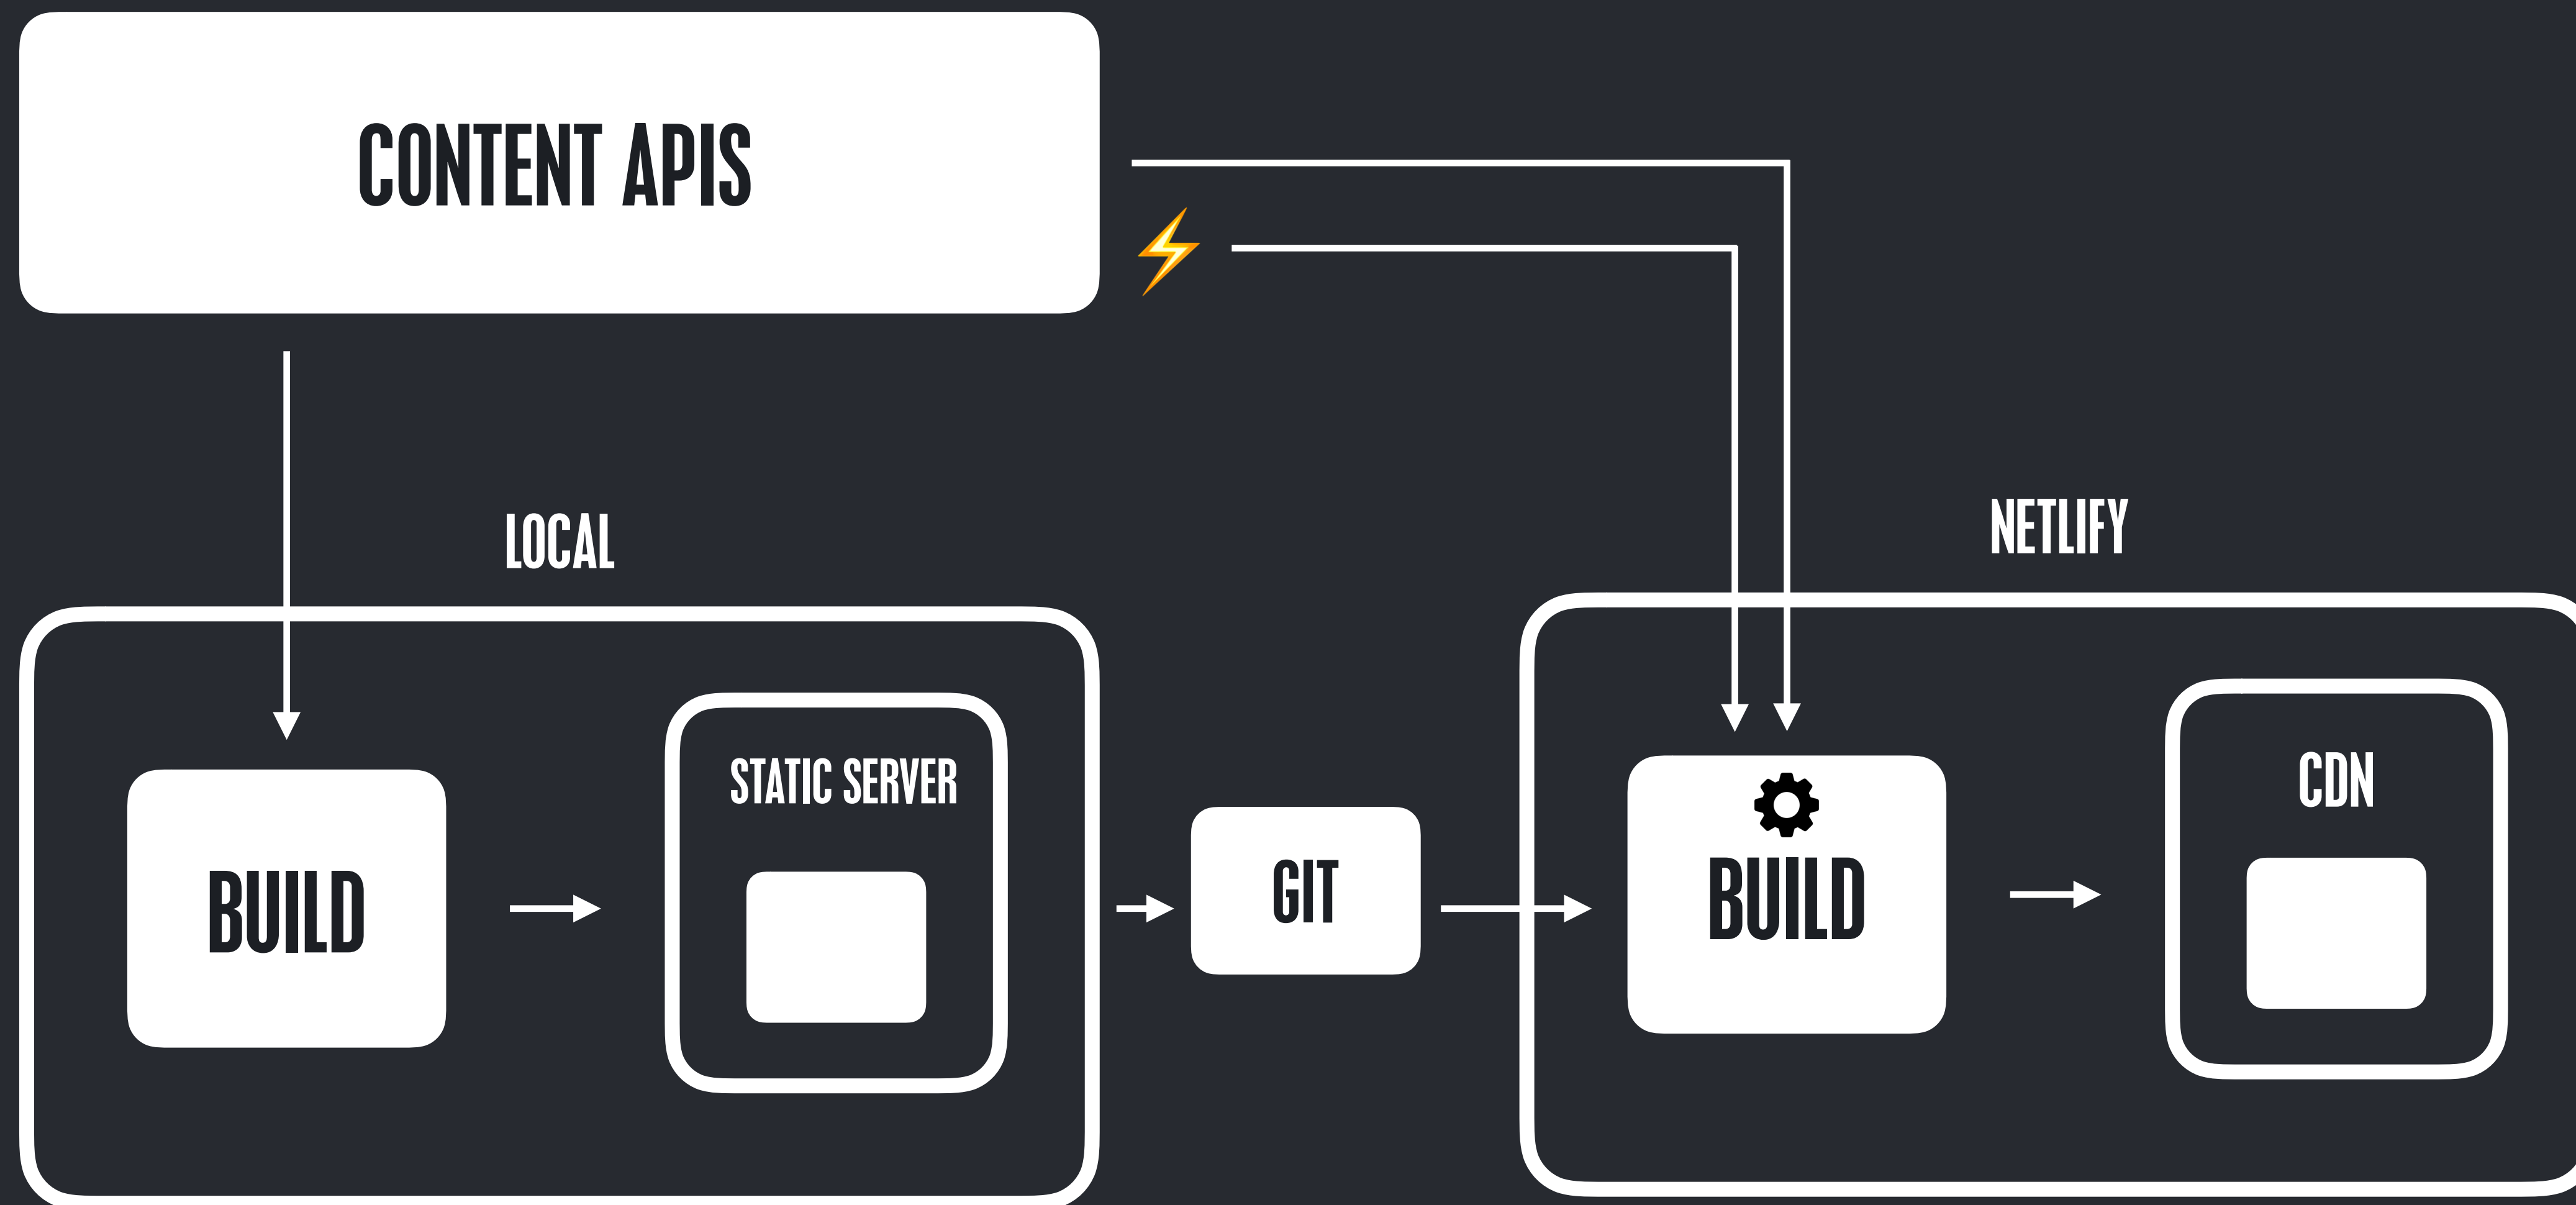 CONTENT APIS
LOCAL
NETLIFY
STATIC SERVER
CDN
BUILD
GIT
BUILD